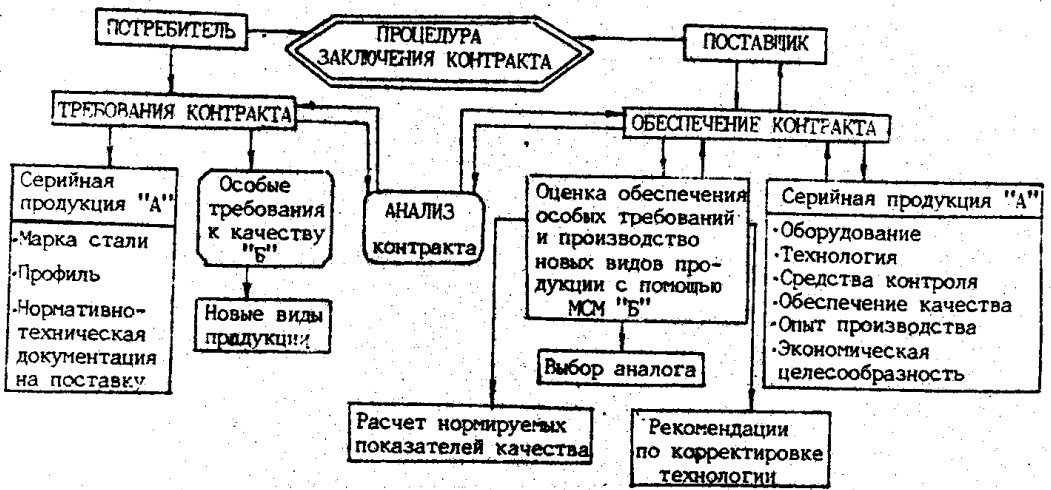 ПОТРЕБИТЕЛЬ
ПРОЦЕДУРА
ЗАКЛЮЧЕНИЯ КОНТРАКТА
ПОСТАВЩИК
ТРЕБОВАНИЯ КОНТРАКТА
ОБЕСПЕЧЕНИЕ КОНТРАКТА
Серийная
продукция "А"
·Марка стали
·Профиль
·Нормативно-
техническая
документация
на поставку
Особые
требования
к качеству
"Б"
Новые виды
продукции
АНАЛИЗ
контракта
Оценка обеспечения
особых требований
и производство
новых видов про-
дукции с помощью
МСМ "Б"
Выбор аналога
Расчет нормируемых
показателей качества
Рекомендации
по корректировке
технологии
Серийная продукция "А"
·Оборудование
·Технология
·Средства контроля
·Обеспечение качества
·Опыт производства
·Экономическая
целесообразность